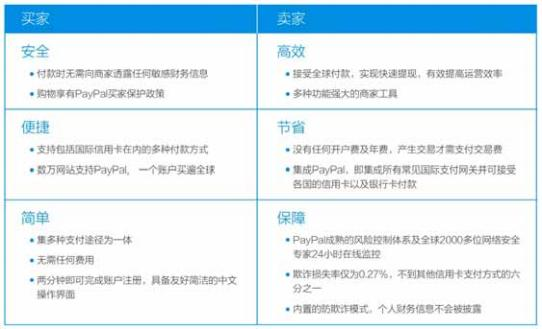 买家
卖家
安全
付款时无需向商家透露任何敏感财务信息
购物享有PayPal买家保护政策
高效
接受全球付款，实现快速提现，有效提高运营效率
多种功能强大的商家工具
便捷
支持包括国际信用卡在内的多种付款方式
数万网站支持PayPal，一个账户买遍全球
节省
没有任何开户费及年费，产生交易才需支付交易费
集成PayPal，即集成所有常见国际支付网关并可接受
各国的信用卡以及银行卡付款
简单
集多种支付途径为一体
无需任何费用
两分钟即可完成账户注册，具备友好简洁的中文
操作界面
保障
PayPal成熟的风险控制体系及全球2000多位网络安全
专家24小时在线监控
欺诈损失率仅为0.27%，不到其他信用卡支付方式的六
分之一
内置的防欺诈模式，个人财务信息不会被披露